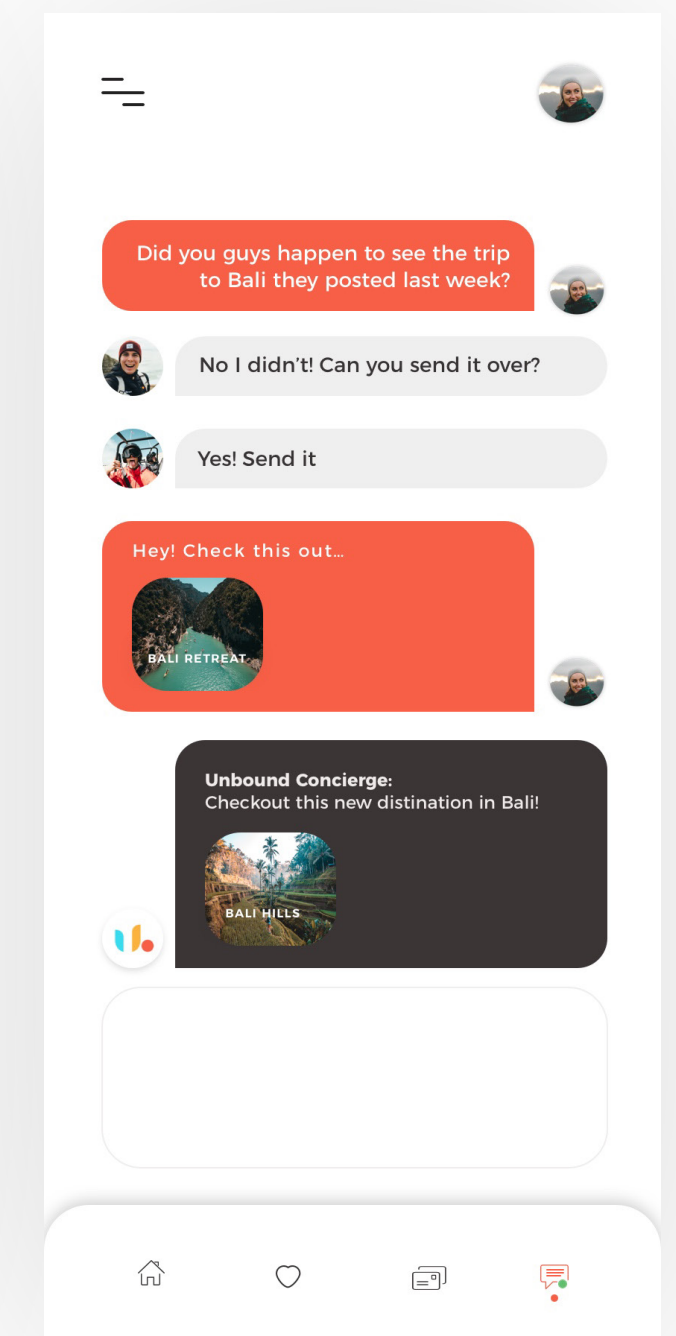 Did you guys happen to see the trip
to Bali they posted last week?
No I didn’t! Can you send it over?
Yes! Send it
Hey! Check this out…
BALI RETREAT
Unbound Concierge:
Checkout this new distination in Bali!
BALI HILLS